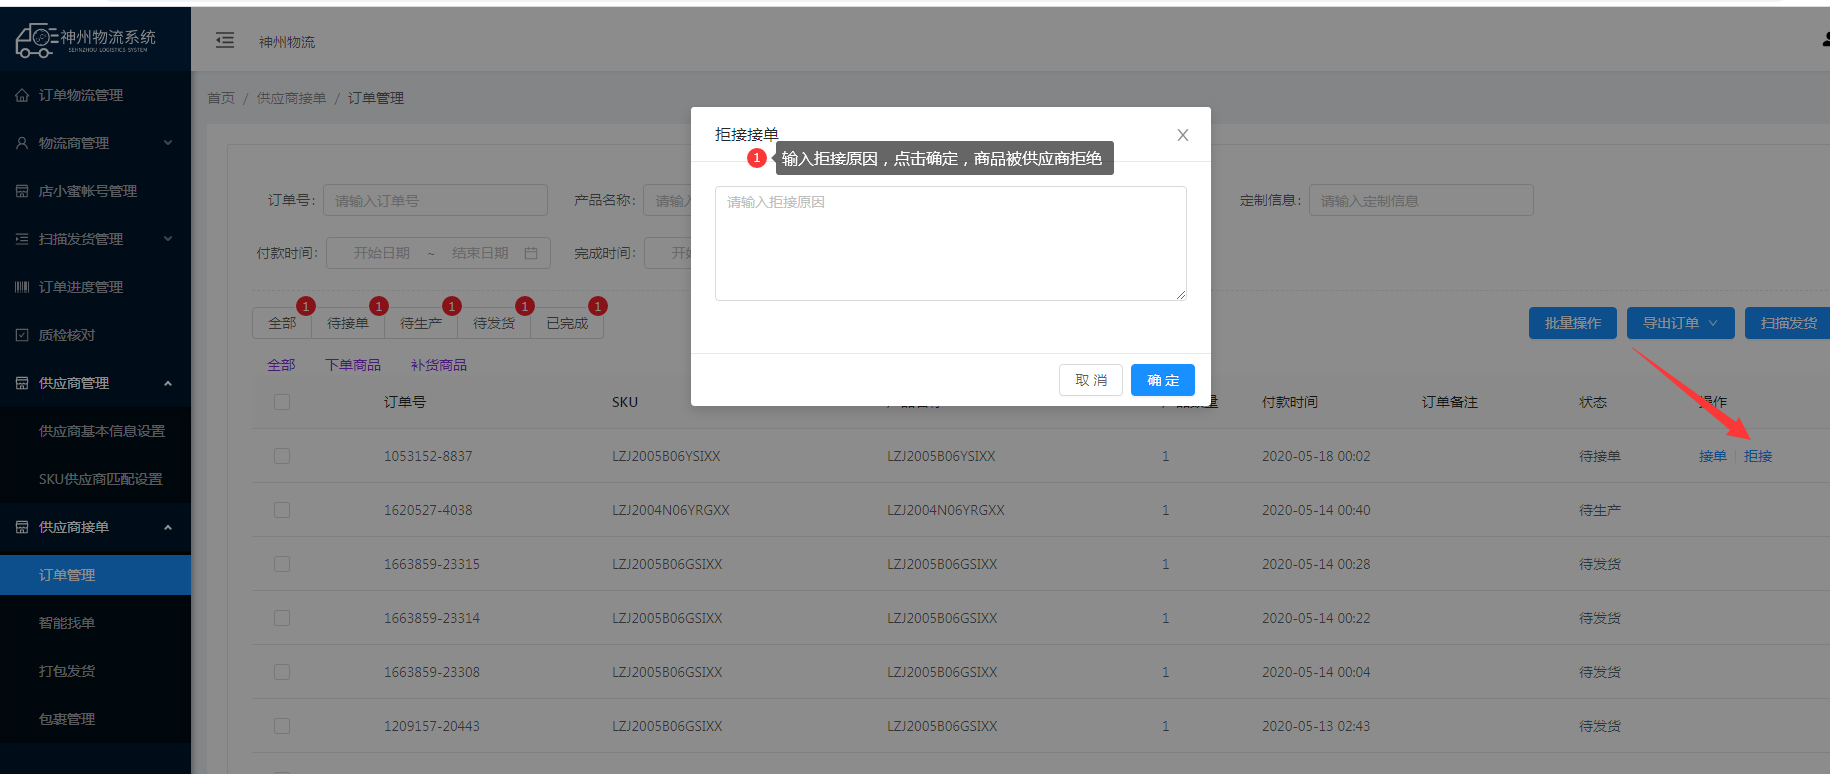 神州物流系统
SEHNZHOU LOGISTICS SYSTEM
订单物流管理
物流商管理
店小蜜帐号管理
扫描发货管理
订单进度管理
质检核对
供应商管理
供应商基本信息设置
SKU供应商匹配设置
供应商接单
订单管理
智能找单
打包发货
包裹管理
神州物流
首页 / 供应商接单 / 订单管理
订单号: 请输入订单号 产品名称: 请输入 定制信息: 请输入定制信息
付款时间: 开始日期 ~ 结束日期 完成时间: 开始
全部 1 待接单 1 待生产 1 待发货 1 已完成 1
批量操作 导出订单 扫描发货
全部 下单商品 补货商品
拒接接单
1 输入拒接原因，点击确定，商品被供应商拒绝
请输入拒接原因
取 消 确 定
订单号 SKU 产品名称 产品数量 付款时间 订单备注 状态 操作
1053152-8837 LZJ2005B06YSIXX LZJ2005B06YSIXX 1 2020-05-18 00:02 待接单 接单 拒接
1620527-4038 LZJ2004N06YRGXX LZJ2004N06YRGXX 1 2020-05-14 00:40 待生产
1663859-23315 LZJ2005B06GSIXX LZJ2005B06GSIXX 1 2020-05-14 00:28 待发货
1663859-23314 LZJ2005B06GSIXX LZJ2005B06GSIXX 1 2020-05-14 00:22 待发货
1663859-23308 LZJ2005B06GSIXX LZJ2005B06GSIXX 1 2020-05-14 00:04 待发货
1209157-20443 LZJ2005B06GSIXX LZJ2005B06GSIXX 1 2020-05-13 02:43 待发货